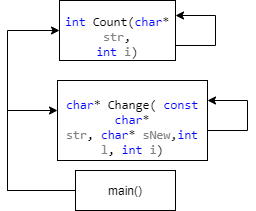 int Count(char*
str,
int i)
char* Change( const
char*
str, char* sNew,int
l, int i)
main()